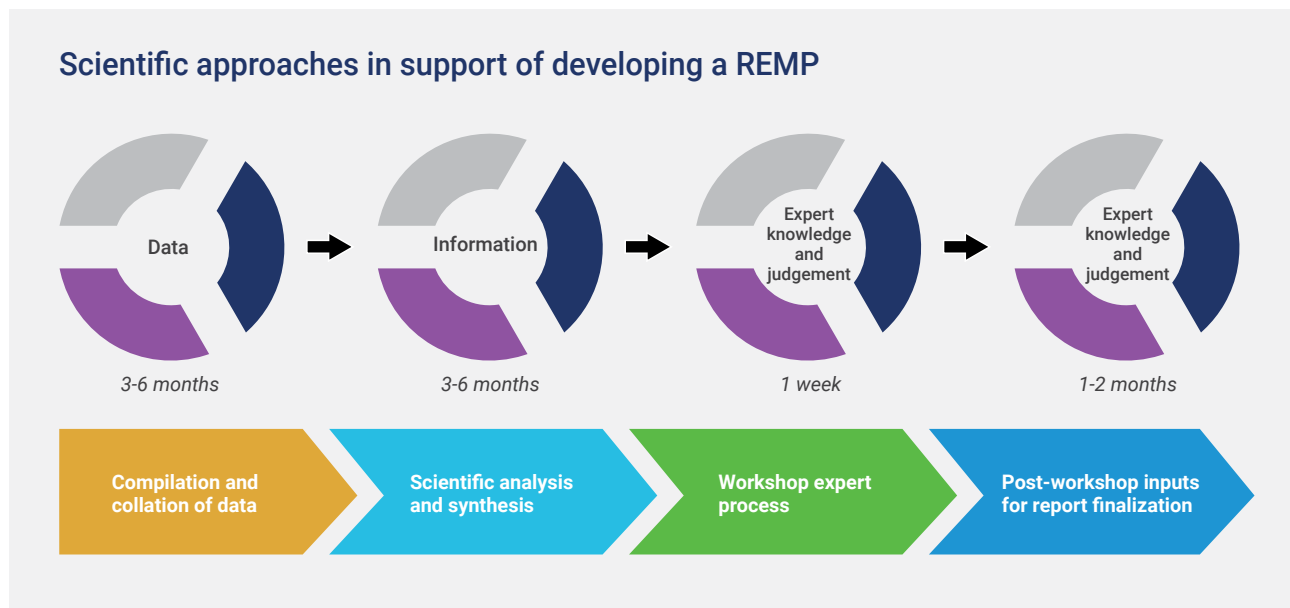 Scientific approaches in support of developing a REMP
Data
Information
Expert
knowledge
and
judgement
Expert
knowledge
and
judgement
3-6 months
3-6 months
1 week
1-2 months
Compilation and
collation of data
Scientific analysis
and synthesis
Workshop expert
process
Post-workshop inputs
for report finalization